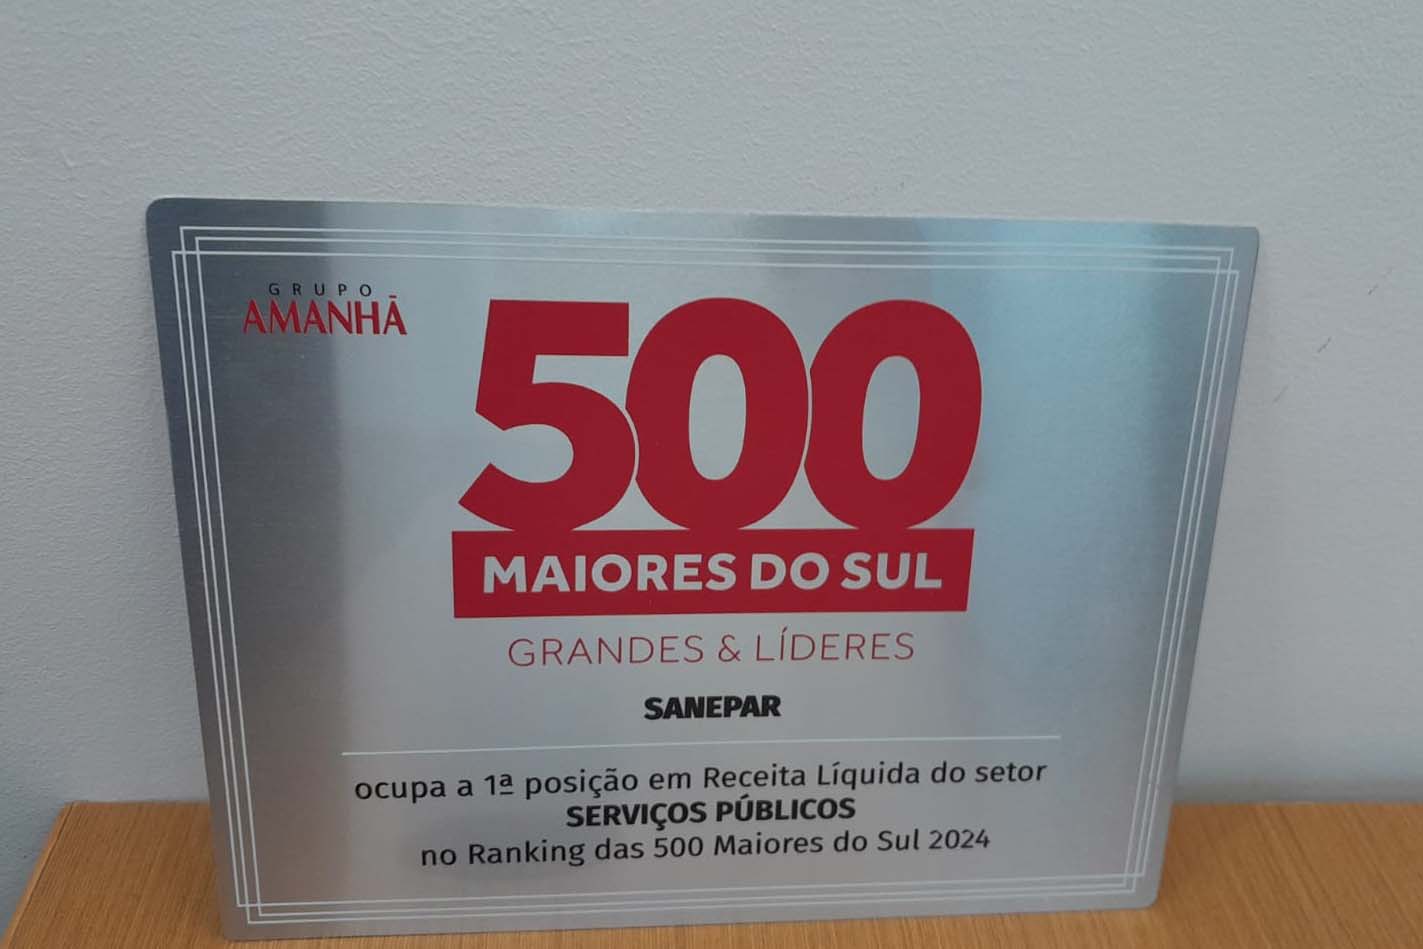 GRUPO
AMANHÃ
500
MAIORES DO SUL
GRANDES & LÍDERES
SANEPAR
ocupa a 1ª posição em Receita Líquida do setor
SERVIÇOS PÚBLICOS
no Ranking das 500 Maiores do Sul 2024